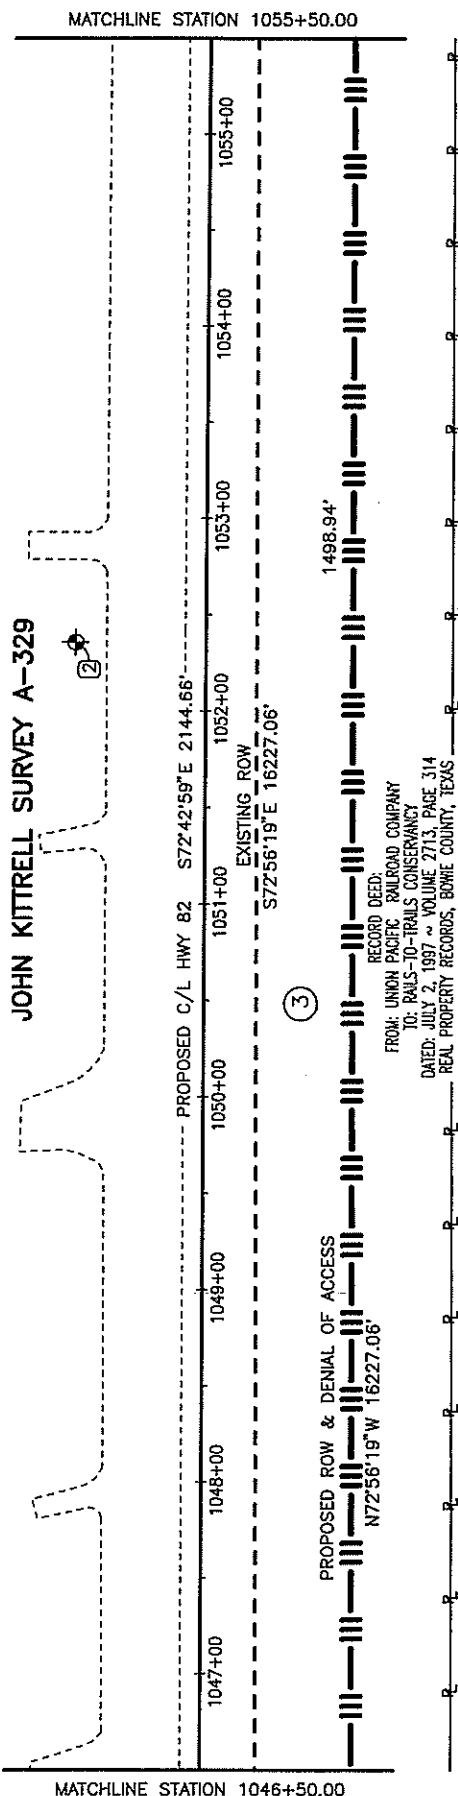 MATCHLINE STATION 1055+50.00
JOHN KITTRELL SURVEY A-329
2
PROPOSED C/L HWY 82 S72°42'59"E 2144.66'
1055+00
1054+00
1053+00
1052+00
1051+00
1050+00
1049+00
1048+00
1047+00
EXISTING ROW
S72°56'19"E 16227.06'
3
1498.94'
PROPOSED ROW & DENIAL OF ACCESS
N72°56'19"W 16227.06'
RECORD DEED:
FROM: UNION PACIFIC RAILROAD COMPANY
TO: RAILS-TO-TRAILS CONSERVANCY
DATED: JULY 2, 1997 ~ VOLUME 2713, PAGE 314
REAL PROPERTY RECORDS, BOWIE COUNTY, TEXAS
MATCHLINE STATION 1046+50.00